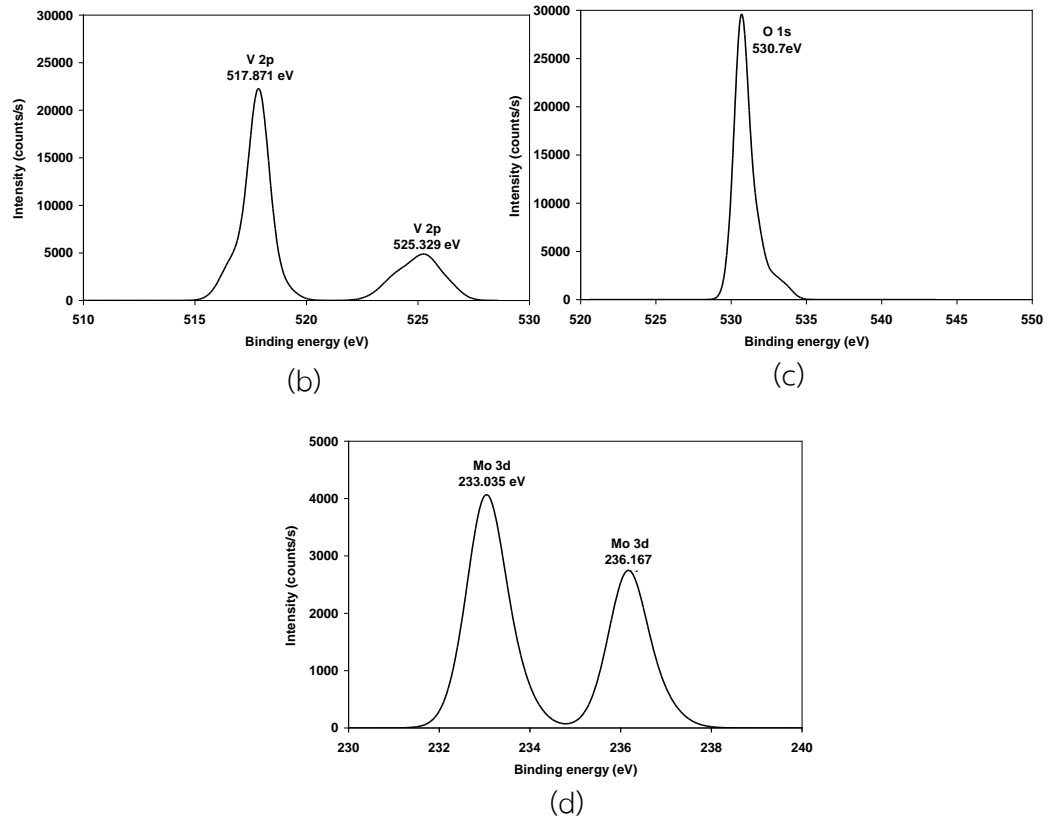 30000
25000
20000
15000
10000
5000
0
Intensity (counts/s)
V 2p
517.871 eV
V 2p
525.329 eV
510 515 520 525 530
Binding energy (eV)
(b)
30000
25000
20000
15000
10000
5000
0
Intensity (counts/s)
O 1s
530.7eV
520 525 530 535 540 545 550
Binding energy (eV)
(c)
5000
4000
3000
2000
1000
0
Intensity (counts/s)
Mo 3d
233.035 eV
Mo 3d
236.167
230 232 234 236 238 240
Binding energy (eV)
(d)